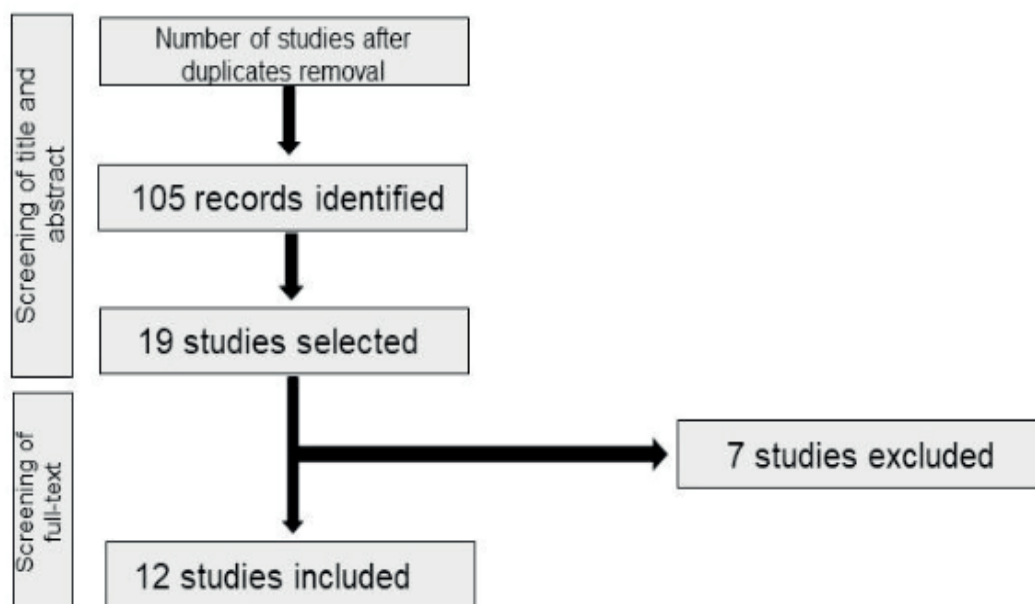 Screening of title and
abstract
Number of studies after
duplicates removal
105 records identified
19 studies selected
Screening of
full-text
7 studies excluded
12 studies included